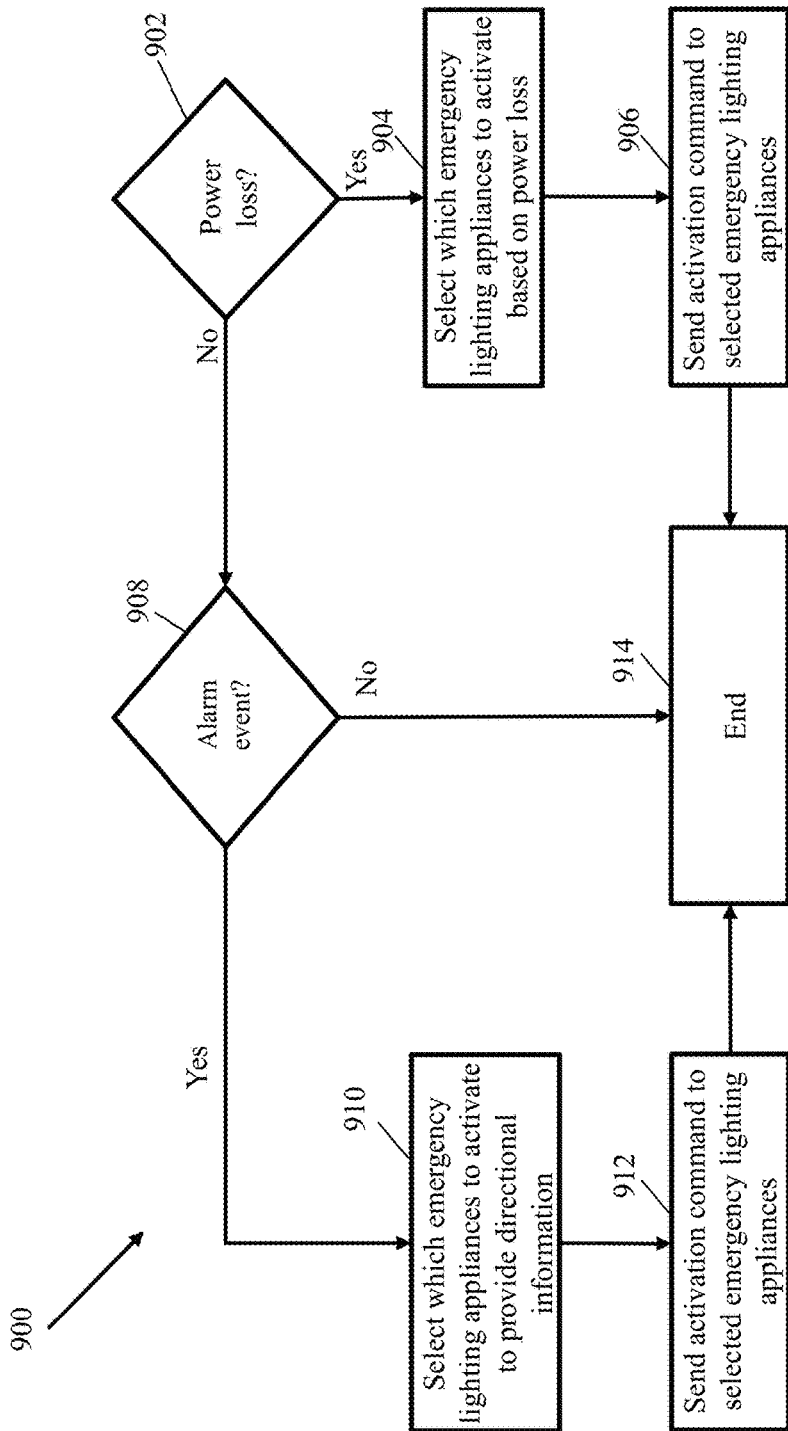 900
902
Power
loss?
Yes
No
904
Select which emergency
lighting appliances to activate
based on power loss
906
Send activation command to
selected emergency lighting
appliances
908
Alarm
event?
Yes
No
910
Select which emergency
lighting appliances to activate
to provide directional
information
912
Send activation command to
selected emergency lighting
appliances
914
End